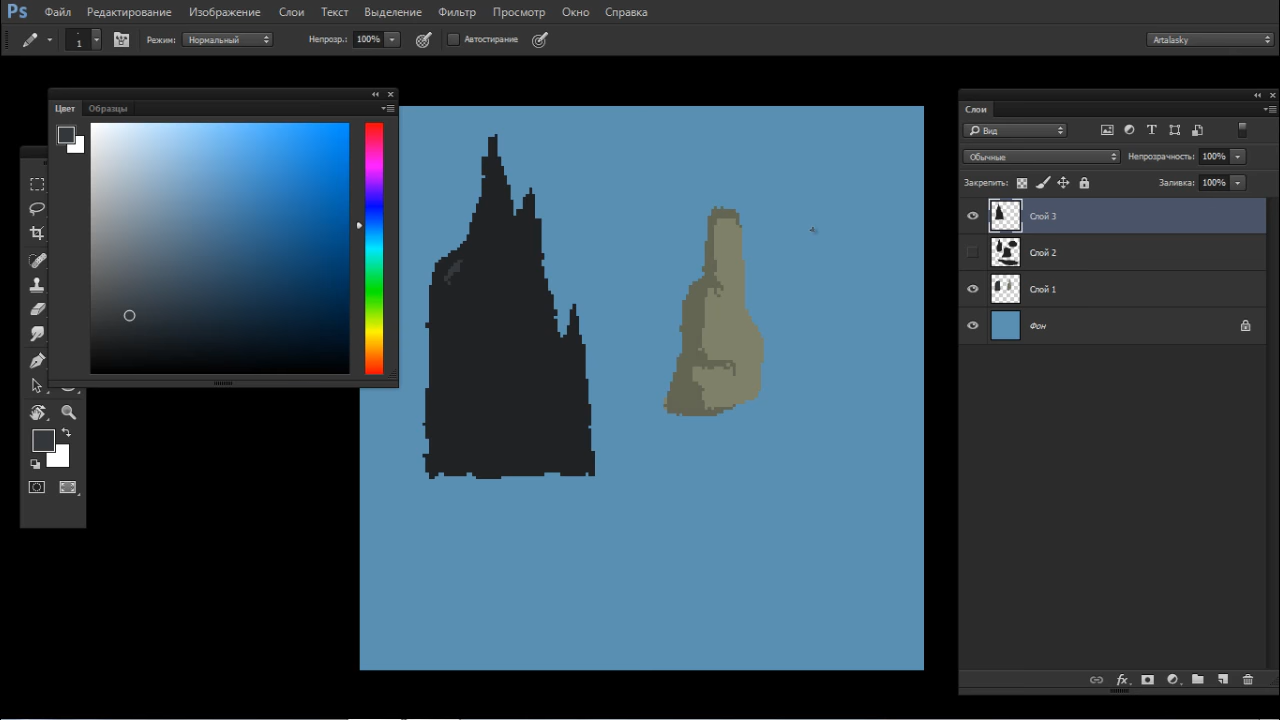 Ps Файл Редактирование Изображение Слои Текст Выделение Фильтр Просмотр Окно Справка
1 Режим: Нормальный Непрозр.: 100% Автостирание Artalasky
Цвет Образцы
Слои
Вид
Обычные Непрозрачность: 100%
Закрепить: Заливка: 100%
Слой 3
Слой 2
Слой 1
Фон
fx